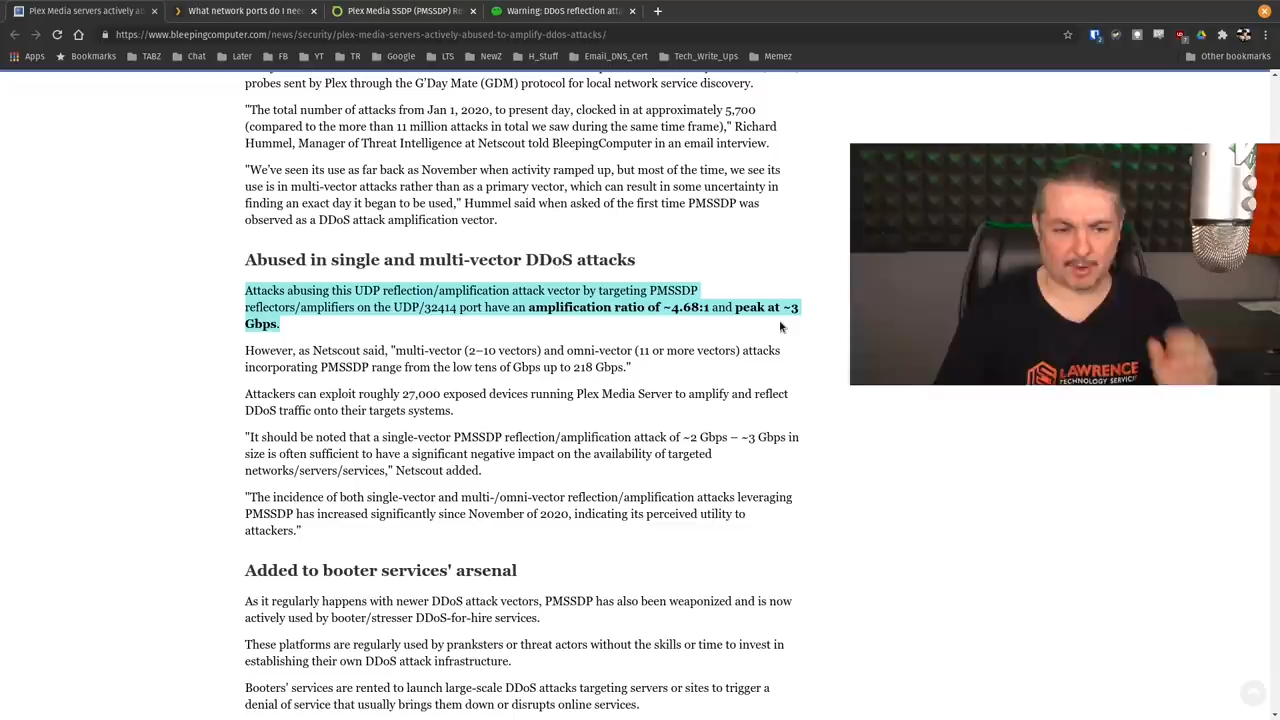 Plex Media servers actively ab
What network ports do I nee
Plex Media SSDP (PMSSDP) Re
Warning: DDoS reflection att
https://www.bleepingcomputer.com/news/security/plex-media-servers-actively-abused-to-amplify-ddos-attacks/
Apps Bookmarks TABZ Chat Later FB YT TR Google LTS NewZ H_Stuff Email_DNS_Cert Tech_Write_Ups Memez Other bookmarks
probes sent by Plex through the G'Day Mate (GDM) protocol for local network service discovery.
"The total number of attacks from Jan 1, 2020, to present day, clocked in at approximately 5,700
(compared to the more than 11 million attacks in total we saw during the same time frame)," Richard
Hummel, Manager of Threat Intelligence at Netscout told BleepingComputer in an email interview.
"We've seen its use as far back as November when activity ramped up, but most of the time, we see its
use is in multi-vector attacks rather than as a primary vector, which can result in some uncertainty in
finding an exact day it began to be used," Hummel said when asked of the first time PMSSDP was
observed as a DDoS attack amplification vector.
Abused in single and multi-vector DDoS attacks
Attacks abusing this UDP reflection/amplification attack vector by targeting PMSSDP
reflectors/amplifiers on the UDP/32414 port have an amplification ratio of ~4.68:1 and peak at ~3
Gbps.
However, as Netscout said, "multi-vector (2–10 vectors) and omni-vector (11 or more vectors) attacks
incorporating PMSSDP range from the low tens of Gbps up to 218 Gbps."
Attackers can exploit roughly 27,000 exposed devices running Plex Media Server to amplify and reflect
DDoS traffic onto their targets systems.
"It should be noted that a single-vector PMSSDP reflection/amplification attack of ~2 Gbps – ~3 Gbps in
size is often sufficient to have a significant negative impact on the availability of targeted
networks/servers/services," Netscout added.
"The incidence of both single-vector and multi-/omni-vector reflection/amplification attacks leveraging
PMSSDP has increased significantly since November of 2020, indicating its perceived utility to
attackers."
Added to booter services' arsenal
As it regularly happens with newer DDoS attack vectors, PMSSDP has also been weaponized and is now
actively used by booter/stresser DDoS-for-hire services.
These platforms are regularly used by pranksters or threat actors without the skills or time to invest in
establishing their own DDoS attack infrastructure.
Booters' services are rented to launch large-scale DDoS attacks targeting servers or sites to trigger a
denial of service that usually brings them down or disrupts online services.
LAWRENCE
TECHNOLOGY SERVICES